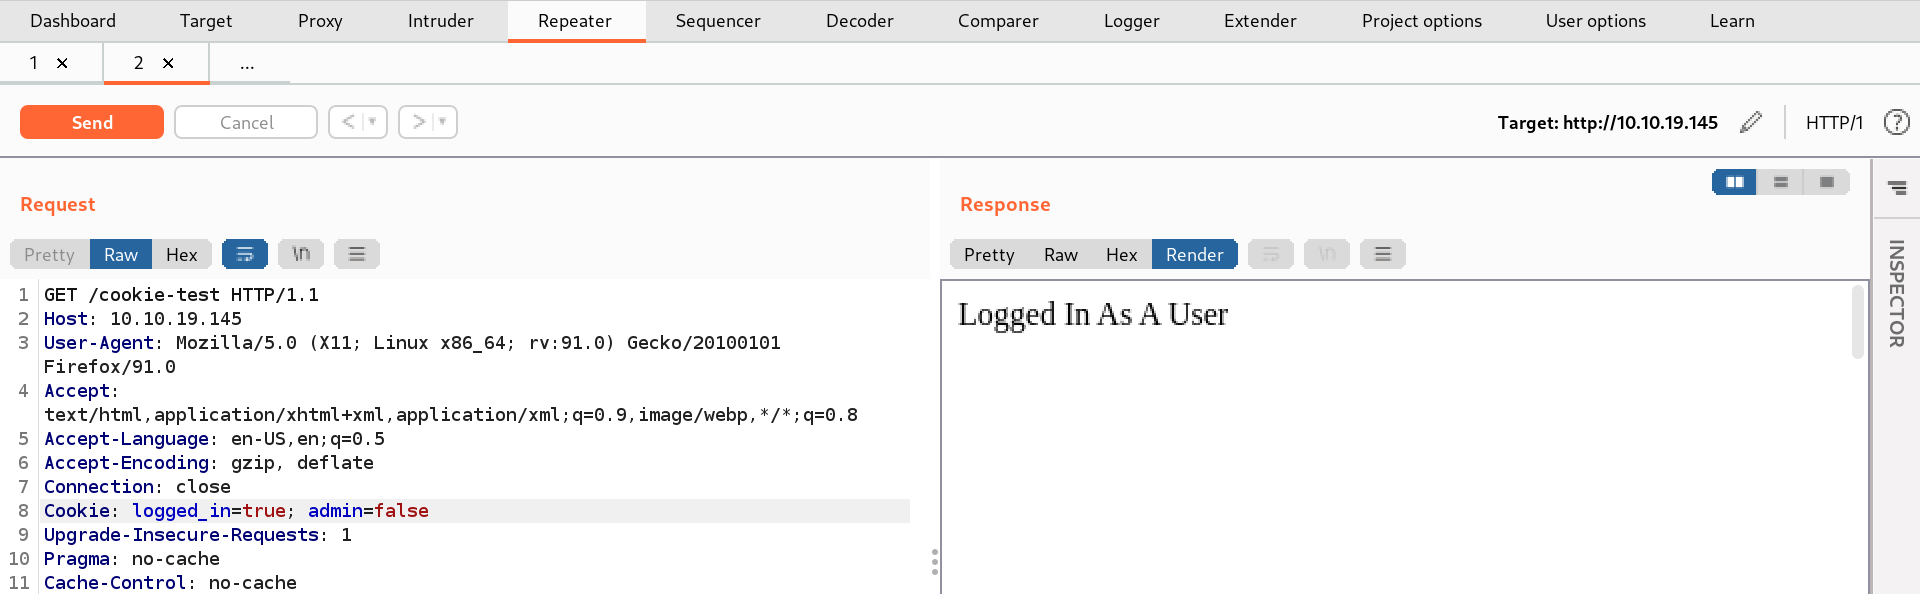 Dashboard Target Proxy Intruder Repeater Sequencer Decoder Comparer Logger Extender Project options User options Learn
1 × 2 × ...
Send Cancel < > Target: http://10.10.19.145 HTTP/1 ?
Request
Pretty Raw Hex \n
1 GET /cookie-test HTTP/1.1
2 Host: 10.10.19.145
3 User-Agent: Mozilla/5.0 (X11; Linux x86_64; rv:91.0) Gecko/20100101
Firefox/91.0
4 Accept:
text/html,application/xhtml+xml,application/xml;q=0.9,image/webp,*/*;q=0.8
5 Accept-Language: en-US,en;q=0.5
6 Accept-Encoding: gzip, deflate
7 Connection: close
8 Cookie: logged_in=true; admin=false
9 Upgrade-Insecure-Requests: 1
10 Pragma: no-cache
11 Cache-Control: no-cache
Response
Pretty Raw Hex Render \n
Logged In As A User
INSPECTOR